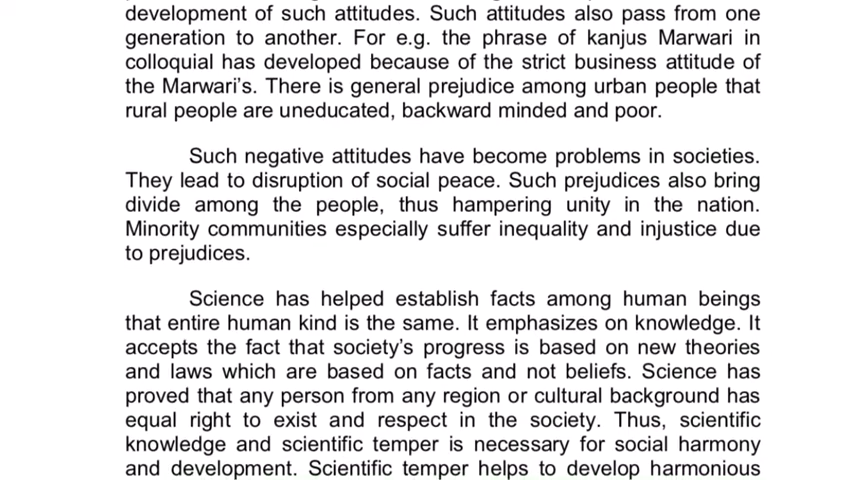 development of such attitudes. Such attitudes also pass from one
generation to another. For e.g. the phrase of kanjus Marwari in
colloquial has developed because of the strict business attitude of
the Marwari's. There is general prejudice among urban people that
rural people are uneducated, backward minded and poor.
Such negative attitudes have become problems in societies.
They lead to disruption of social peace. Such prejudices also bring
divide among the people, thus hampering unity in the nation.
Minority communities especially suffer inequality and injustice due
to prejudices.
Science has helped establish facts among human beings
that entire human kind is the same. It emphasizes on knowledge. It
accepts the fact that society's progress is based on new theories
and laws which are based on facts and not beliefs. Science has
proved that any person from any region or cultural background has
equal right to exist and respect in the society. Thus, scientific
knowledge and scientific temper is necessary for social harmony
and development. Scientific temper helps to develop harmonious